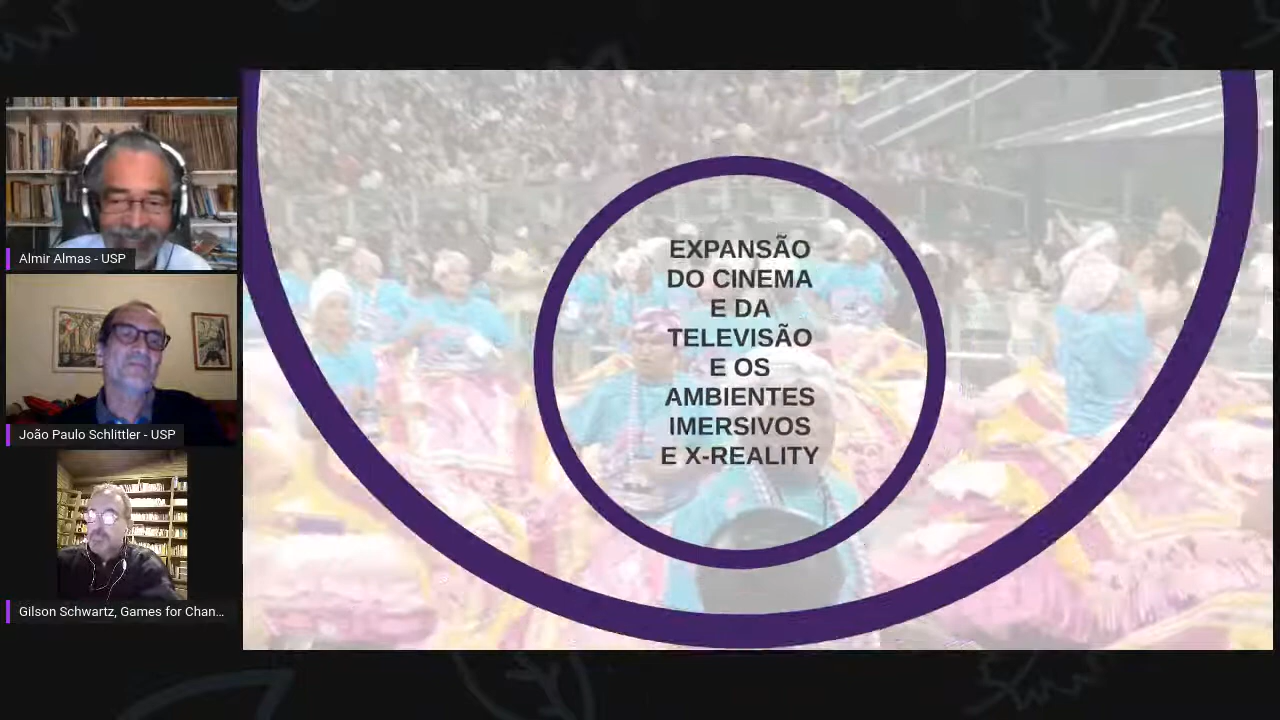 Almir Almas - USP
João Paulo Schlittler - USP
Gilson Schwartz, Games for Chan...
EXPANSÃO
DO CINEMA
E DA
TELEVISÃO
E OS
AMBIENTES
IMERSIVOS
E X-REALITY